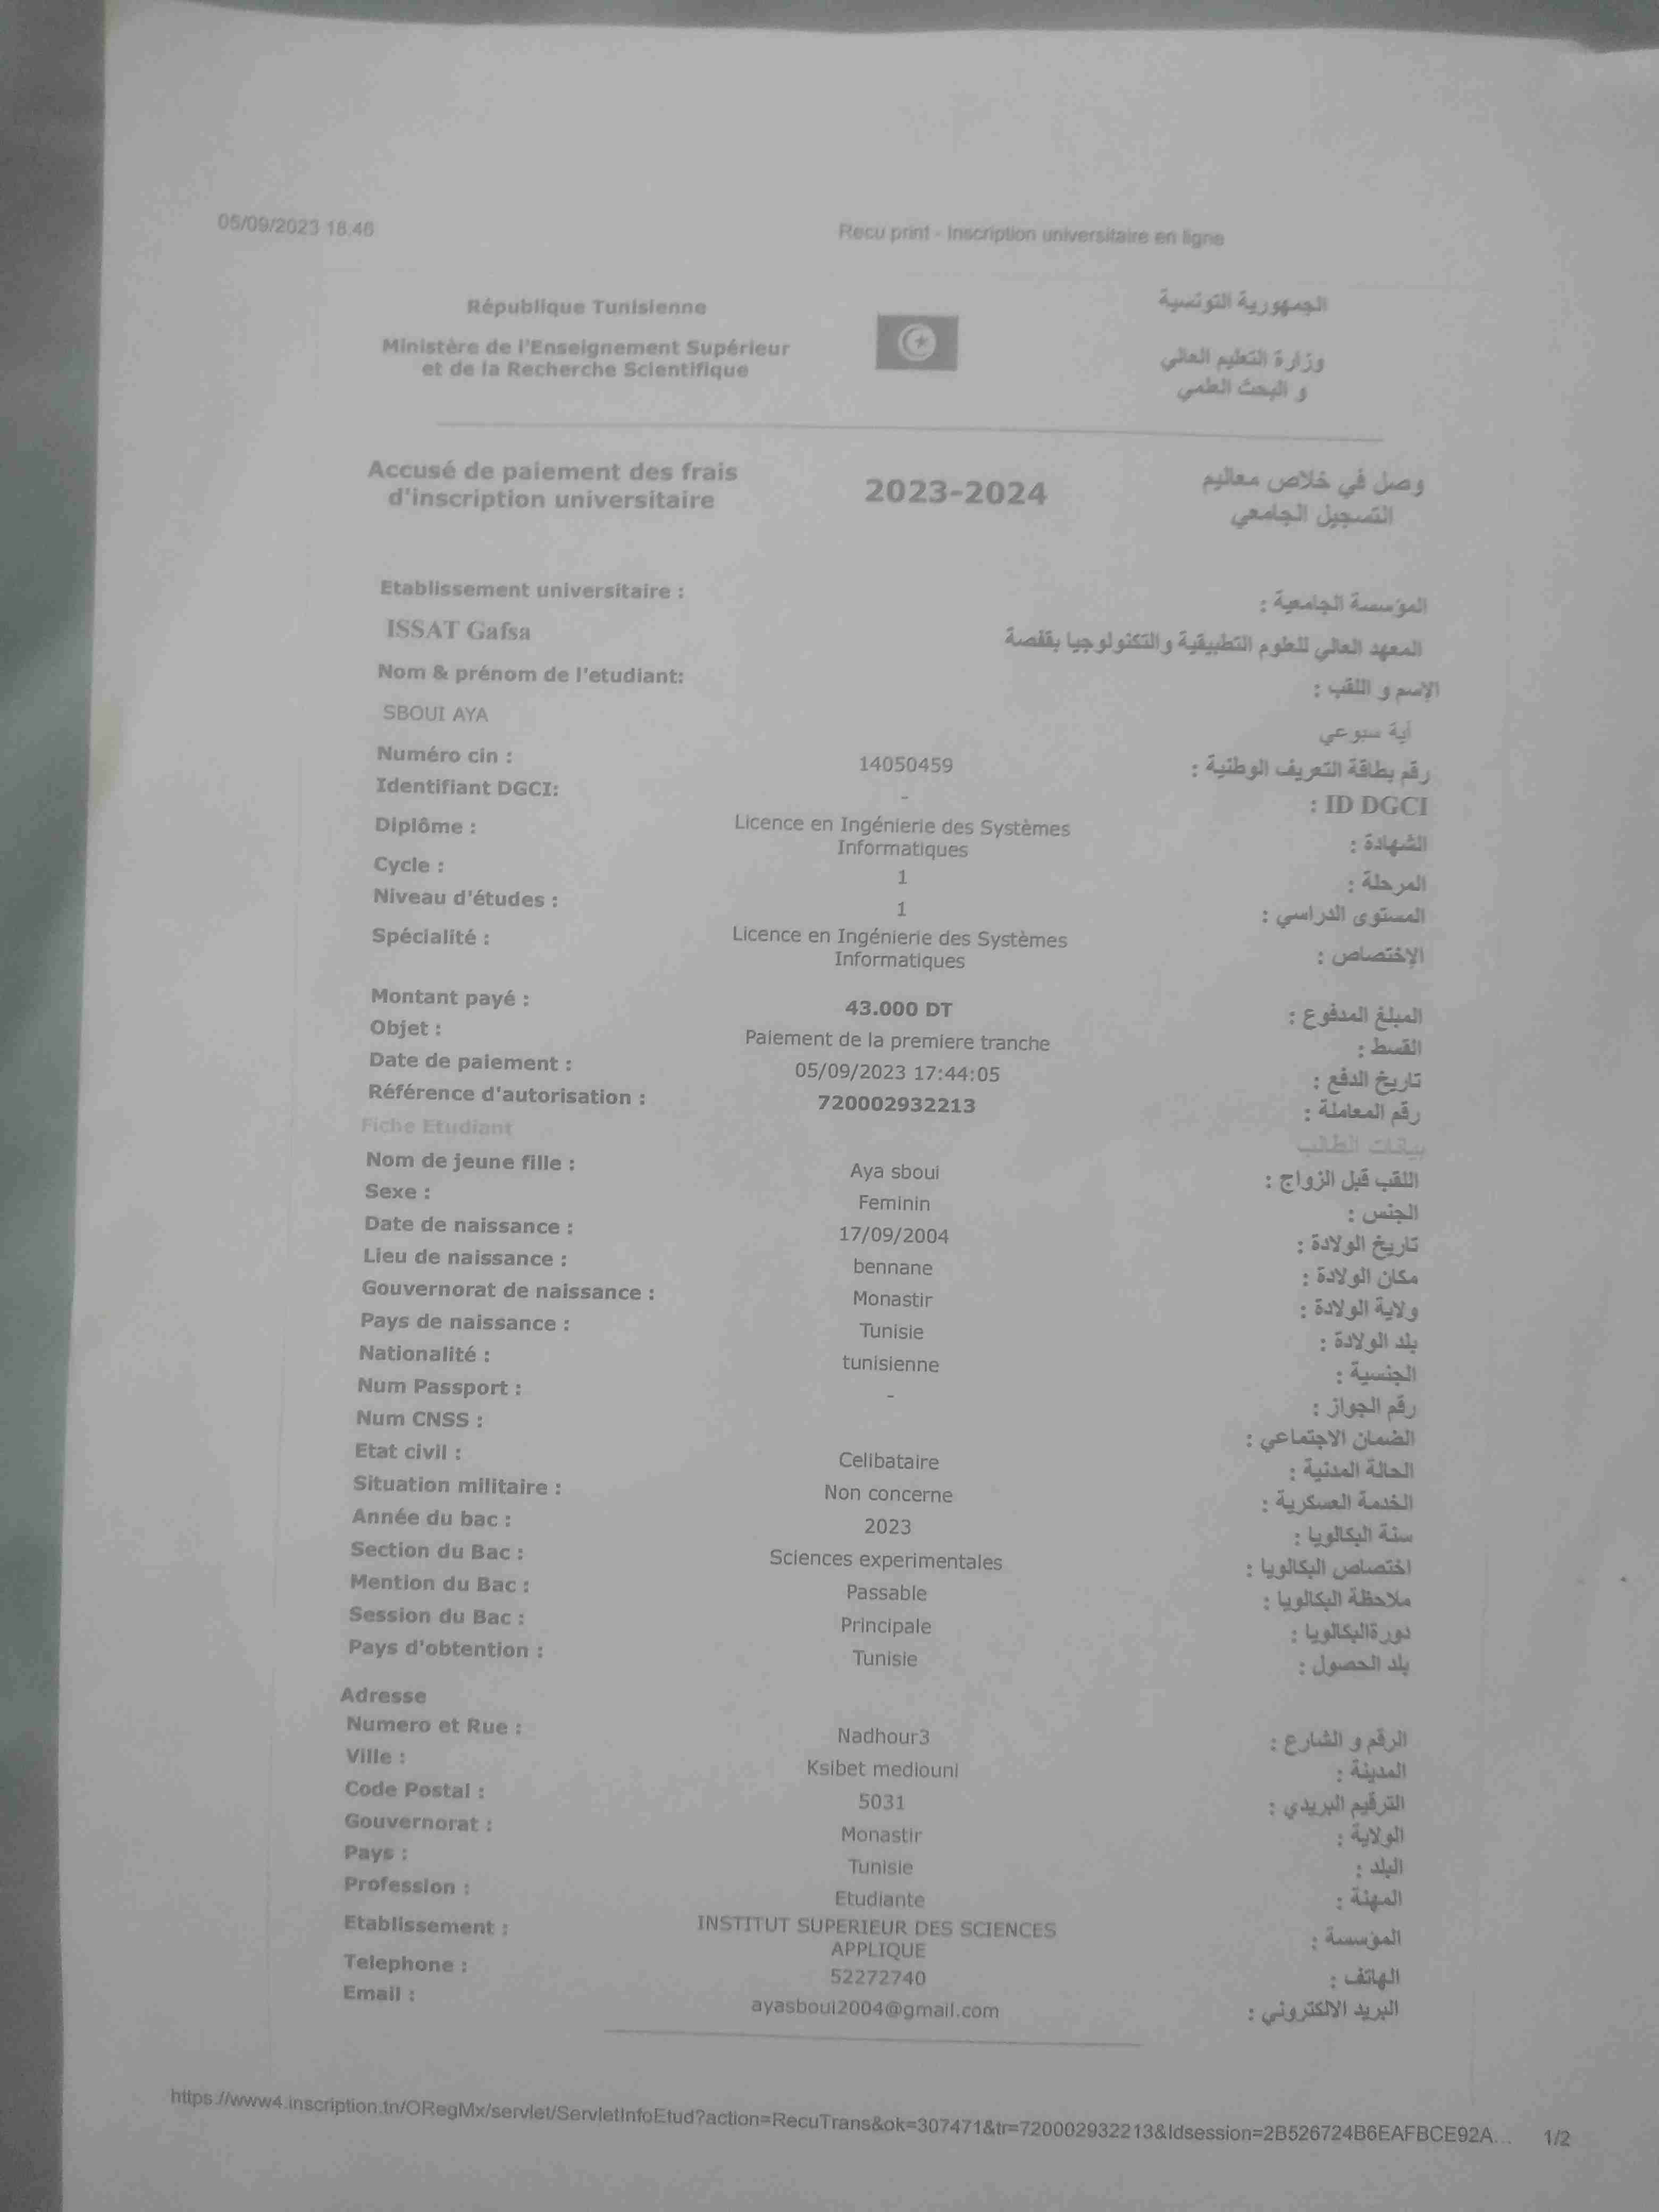 05/09/2023 18:46
Recu print - Inscription universitaire en ligne
République Tunisienne
الجمهورية التونسية
Ministère de l'Enseignement Supérieur
et de la Recherche Scientifique
وزارة التعليم العالي
و البحث العلمي
Accusé de paiement des frais
d'inscription universitaire
2023-2024
وصل في خلاص معاليم
التسجيل الجامعي
Etablissement universitaire :
المؤسسة الجامعية :
ISSAT Gafsa
المعهد العالي للعلوم التطبيقية والتكنولوجيا بقفصة
Nom & prénom de l'etudiant:
الإسم و اللقب :
SBOUI AYA
أية سبوعي
Numéro cin : 14050459 رقم بطاقة التعريف الوطنية :
Identifiant DGCI: - ID DGCI :
Diplôme : Licence en Ingénierie des Systèmes الشهادة :
Informatiques
Cycle : 1 المرحلة :
Niveau d'études : 1 المستوى الدراسي :
Spécialité : Licence en Ingénierie des Systèmes الإختصاص :
Informatiques
Montant payé : 43.000 DT المبلغ المدفوع :
Objet : Paiement de la premiere tranche القسط :
Date de paiement : 05/09/2023 17:44:05 تاريخ الدفع :
Référence d'autorisation : 720002932213 رقم المعاملة :
Fiche Etudiant بيانات الطالب
Nom de jeune fille : Aya sboui اللقب قبل الزواج :
Sexe : Feminin الجنس :
Date de naissance : 17/09/2004 تاريخ الولادة :
Lieu de naissance : bennane مكان الولادة :
Gouvernorat de naissance : Monastir ولاية الولادة :
Pays de naissance : Tunisie بلد الولادة :
Nationalité : tunisienne الجنسية :
Num Passport : - رقم الجواز :
Num CNSS : الضمان الاجتماعي :
Etat civil : Celibataire الحالة المدنية :
Situation militaire : Non concerne الخدمة العسكرية :
Année du bac : 2023 سنة البكالويا :
Section du Bac : Sciences experimentales اختصاص البكالويا :
Mention du Bac : Passable ملاحظة البكالويا :
Session du Bac : Principale دورةالبكالويا :
Pays d'obtention : Tunisie بلد الحصول :
Adresse
Numero et Rue : Nadhour3 الرقم و الشارع :
Ville : Ksibet mediouni المدينة :
Code Postal : 5031 الترقيم البريدي :
Gouvernorat : Monastir الولاية :
Pays : Tunisie البلد :
Profession : Etudiante المهنة :
Etablissement : INSTITUT SUPERIEUR DES SCIENCES المؤسسة :
APPLIQUE
Telephone : 52272740 الهاتف :
Email : ayasboui2004@gmail.com البريد الالكتروني :
https://www4.inscription.tn/ORegMx/servlet/ServletInfoEtud?action=RecuTrans&ok=307471&tr=720002932213&Idsession=2B526724B6EAFBCE92A... 1/2